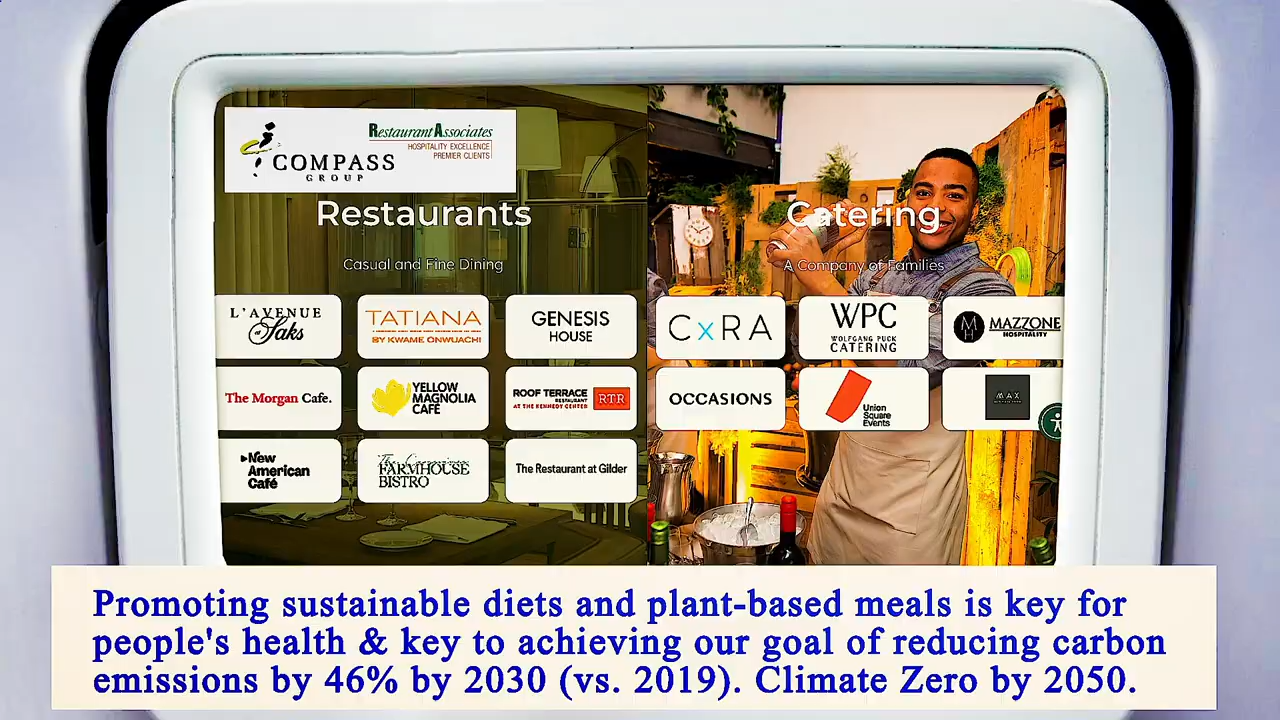 COMPASS
GROUP
Restaurant Associates
HOSPITALITY EXCELLENCE
PREMIER CLIENTS
Restaurants
Casual and Fine Dining
L'AVENUE
at Saks
TATIANA
BY KWAME ONWUACHI
GENESIS
HOUSE
The Morgan Cafe.
YELLOW
MAGNOLIA
CAFÉ
ROOF TERRACE
RESTAURANT
AT THE KENNEDY CENTER
RTR
New
American
Café
FARMHOUSE
BISTRO
The Restaurant at Gilder
Catering
A Company of Families
CxRA
WPC
WOLFGANG PUCK
CATERING
MH
MAZZONE
HOSPITALITY
OCCASIONS
Union
Square
Events
MAX
Promoting sustainable diets and plant-based meals is key for
people's health & key to achieving our goal of reducing carbon
emissions by 46% by 2030 (vs. 2019). Climate Zero by 2050.